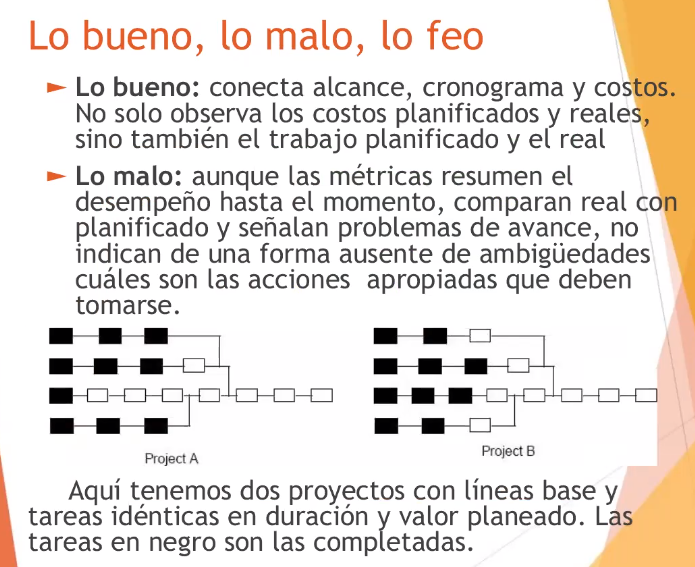 Lo bueno, lo malo, lo feo
► Lo bueno: conecta alcance, cronograma y costos.
No solo observa los costos planificados y reales,
sino también el trabajo planificado y el real
► Lo malo: aunque las métricas resumen el
desempeño hasta el momento, comparan real con
planificado y señalan problemas de avance, no
indican de una forma ausente de ambigüedades
cuáles son las acciones apropiadas que deben
tomarse.
Project A
Project B
Aquí tenemos dos proyectos con líneas base y
tareas idénticas en duración y valor planeado. Las
tareas en negro son las completadas.